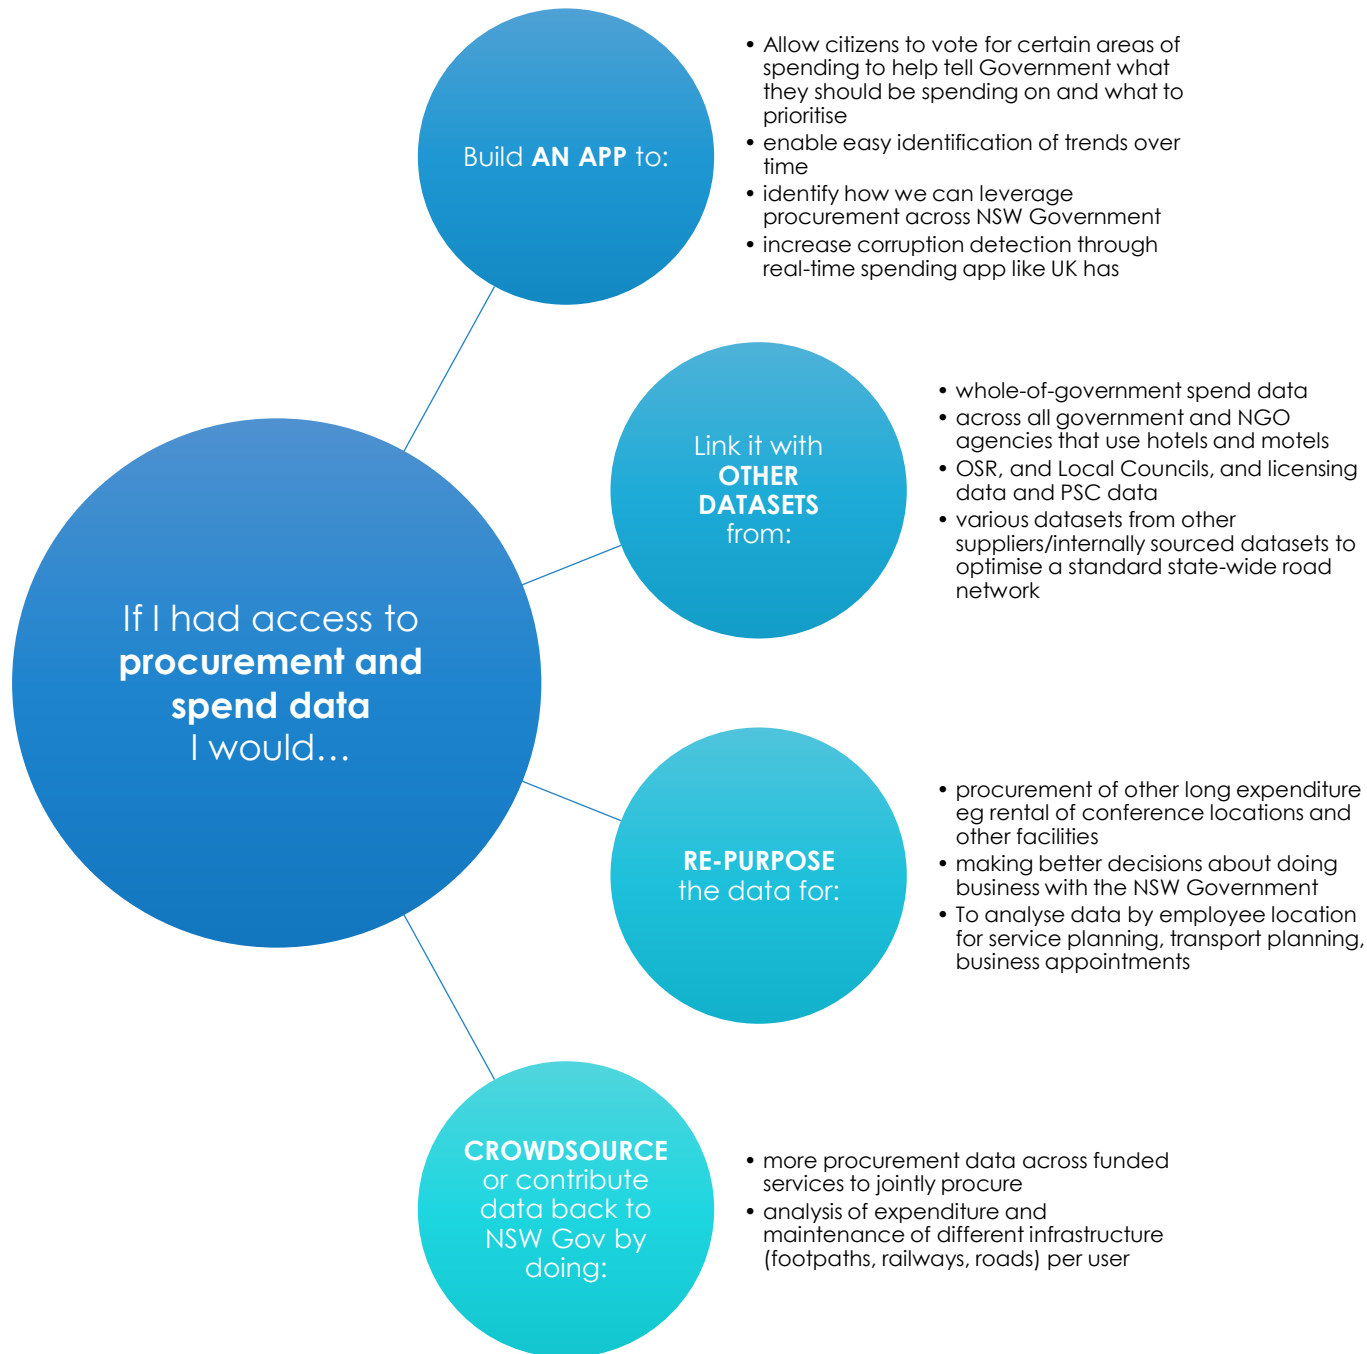 If I had access to
procurement and
spend data
I would…
Build AN APP to:
• Allow citizens to vote for certain areas of
spending to help tell Government what
they should be spending on and what to
prioritise
• enable easy identification of trends over
time
• identify how we can leverage
procurement across NSW Government
• increase corruption detection through
real-time spending app like UK has
Link it with
OTHER
DATASETS
from:
• whole-of-government spend data
• across all government and NGO
agencies that use hotels and motels
• OSR, and Local Councils, and licensing
data and PSC data
• various datasets from other
suppliers/internally sourced datasets to
optimise a standard state-wide road
network
RE-PURPOSE
the data for:
• procurement of other long expenditure
eg rental of conference locations and
other facilities
• making better decisions about doing
business with the NSW Government
• To analyse data by employee location
for service planning, transport planning,
business appointments
CROWDSOURCE
or contribute
data back to
NSW Gov by
doing:
• more procurement data across funded
services to jointly procure
• analysis of expenditure and
maintenance of different infrastructure
(footpaths, railways, roads) per user